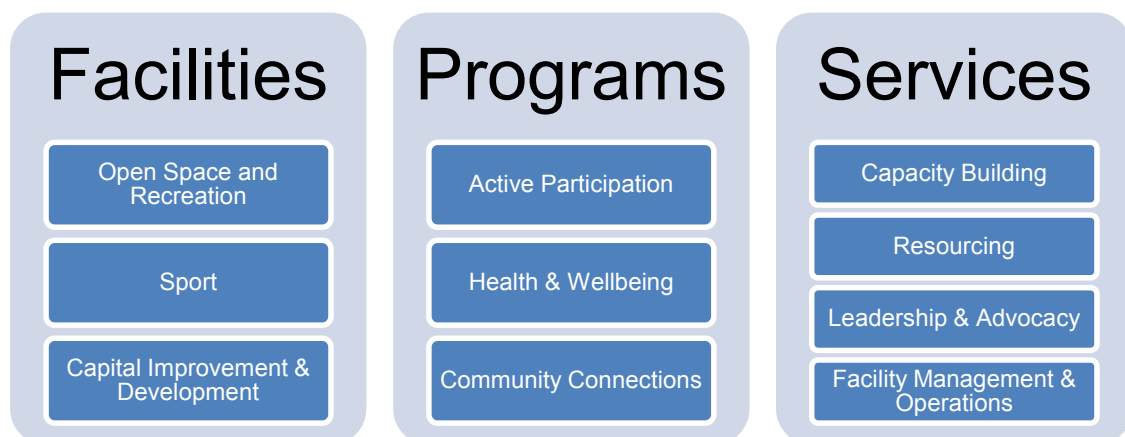 Facilities
Open Space and
Recreation
Sport
Capital Improvement &
Development
Programs
Active Participation
Health & Wellbeing
Community Connections
Services
Capacity Building
Resourcing
Leadership & Advocacy
Facility Management &
Operations